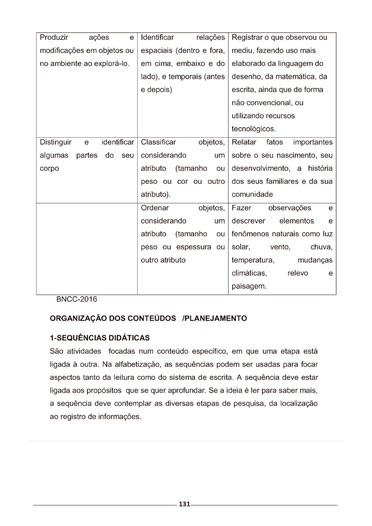 Produzir ações e
modificações em objetos ou
no ambiente ao explorá-lo.
Identificar relações
espaciais (dentro e fora,
em cima, embaixo e do
lado), e temporais (antes
e depois)
Registrar o que observou ou
mediu, fazendo uso mais
elaborado da linguagem do
desenho, da matemática, da
escrita, ainda que de forma
não convencional, ou
utilizando recursos
tecnológicos.
Distinguir e identificar
algumas partes do seu
corpo
Classificar objetos,
considerando um
atributo (tamanho ou
peso ou cor ou outro
atributo).
Relatar fatos importantes
sobre o seu nascimento, seu
desenvolvimento, a história
dos seus familiares e da sua
comunidade
Ordenar objetos,
considerando um
atributo (tamanho ou
peso ou espessura ou
outro atributo
Fazer observações e
descrever elementos e
fenômenos naturais como luz
solar, vento, chuva,
temperatura, mudanças
climáticas, relevo e
paisagem.
BNCC-2016
ORGANIZAÇÃO DOS CONTEÚDOS /PLANEJAMENTO
1-SEQUÊNCIAS DIDÁTICAS
São atividades focadas num conteúdo específico, em que uma etapa está
ligada à outra. Na alfabetização, as sequências podem ser usadas para focar
aspectos tanto da leitura como do sistema de escrita. A sequência deve estar
ligada aos propósitos que se quer aprofundar. Se a ideia é ler para saber mais,
a sequência deve contemplar as diversas etapas de pesquisa, da localização
ao registro de informações.
131